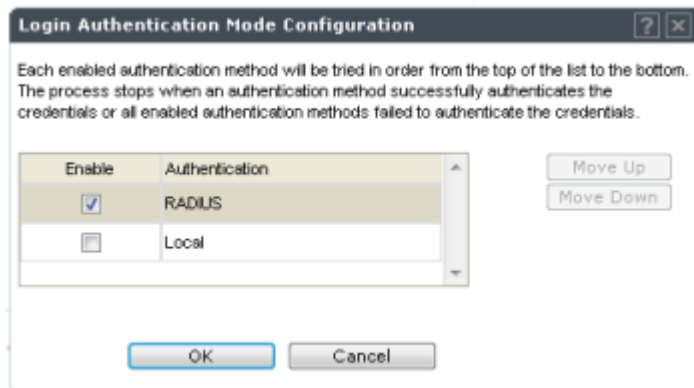 Login Authentication Mode Configuration
Each enabled authentication method will be tried in order from the top of the list to the bottom.
The process stops when an authentication method successfully authenticates the
credentials or all enabled authentication methods failed to authenticate the credentials.
Enable Authentication
RADIUS
Local
Move Up
Move Down
OK Cancel